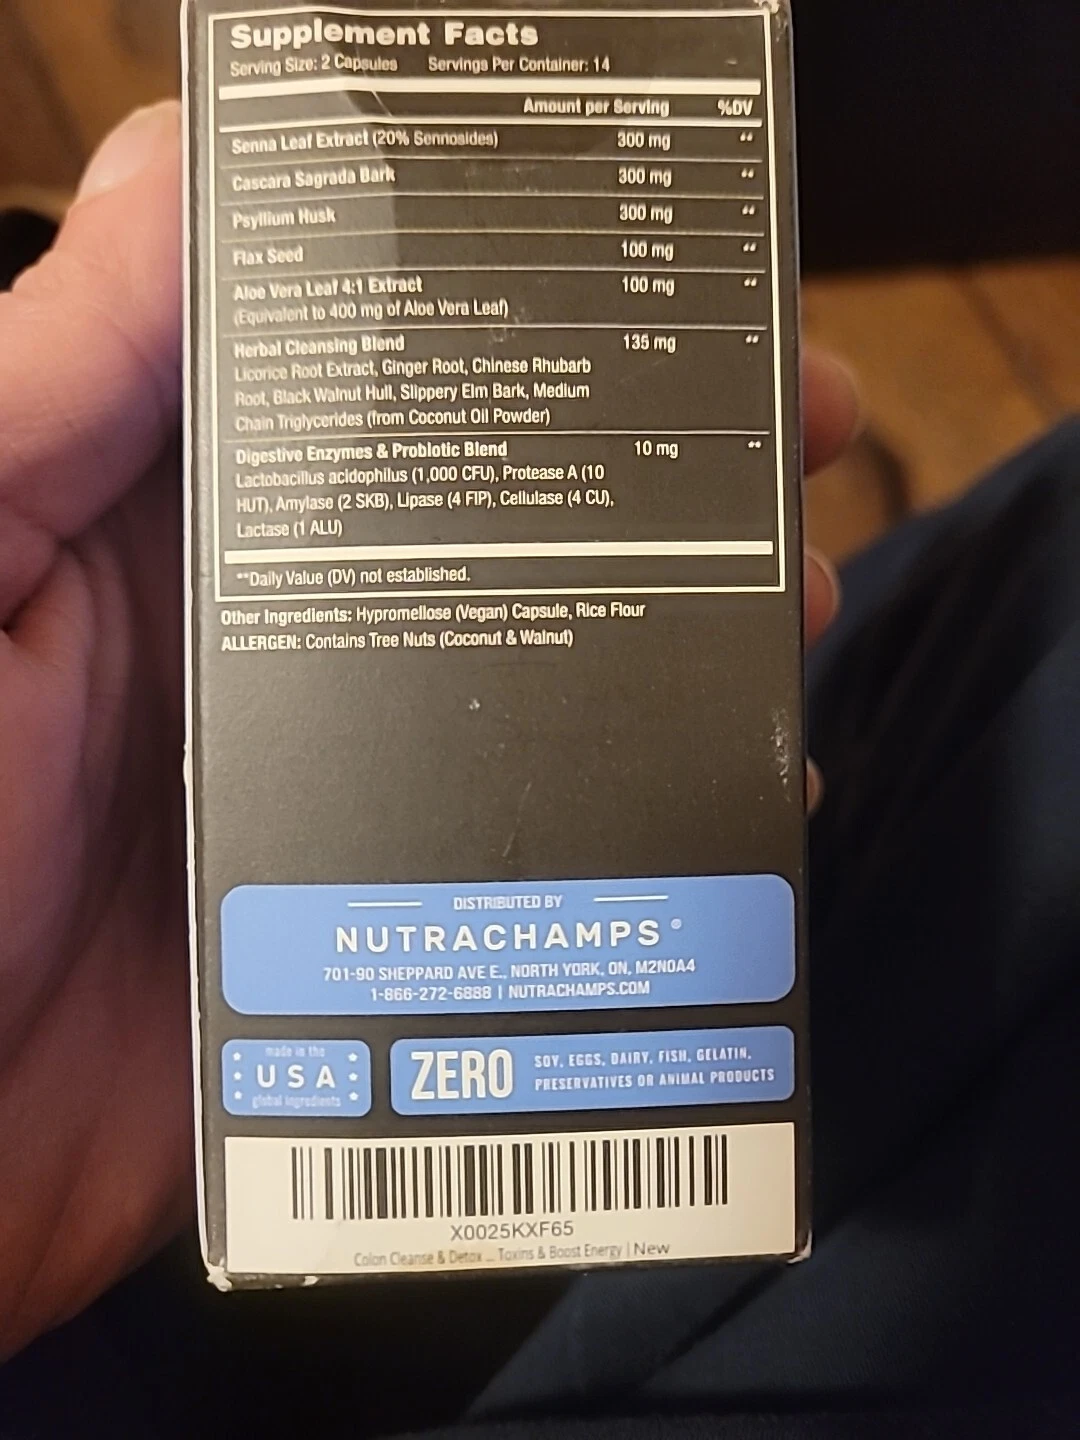 Supplement Facts
Serving Size: 2 Capsules Servings Per Container: 14
Amount per Serving %DV
Senna Leaf Extract (20% Sennosides) 300 mg **
Cascara Sagrada Bark 300 mg **
Psyllium Husk 300 mg **
Flax Seed 100 mg **
Aloe Vera Leaf 4:1 Extract 100 mg **
(Equivalent to 400 mg of Aloe Vera Leaf)
Herbal Cleansing Blend 135 mg **
Licorice Root Extract, Ginger Root, Chinese Rhubarb
Root, Black Walnut Hull, Slippery Elm Bark, Medium
Chain Triglycerides (from Coconut Oil Powder)
Digestive Enzymes & Probiotic Blend 10 mg **
Lactobacillus acidophilus (1,000 CFU), Protease A (10
HUT), Amylase (2 SKB), Lipase (4 FIP), Cellulase (4 CU),
Lactase (1 ALU)
**Daily Value (DV) not established.
Other Ingredients: Hypromellose (Vegan) Capsule, Rice Flour
ALLERGEN: Contains Tree Nuts (Coconut & Walnut)
DISTRIBUTED BY
NUTRACHAMPS®
701-90 SHEPPARD AVE E., NORTH YORK, ON, M2N0A4
1-866-272-6888 | NUTRACHAMPS.COM
made in the
USA
global ingredients
ZERO SOY, EGGS, DAIRY, FISH, GELATIN,
PRESERVATIVES OR ANIMAL PRODUCTS
X0025KXF65
Colon Cleanse & Detox ... Toxins & Boost Energy | New